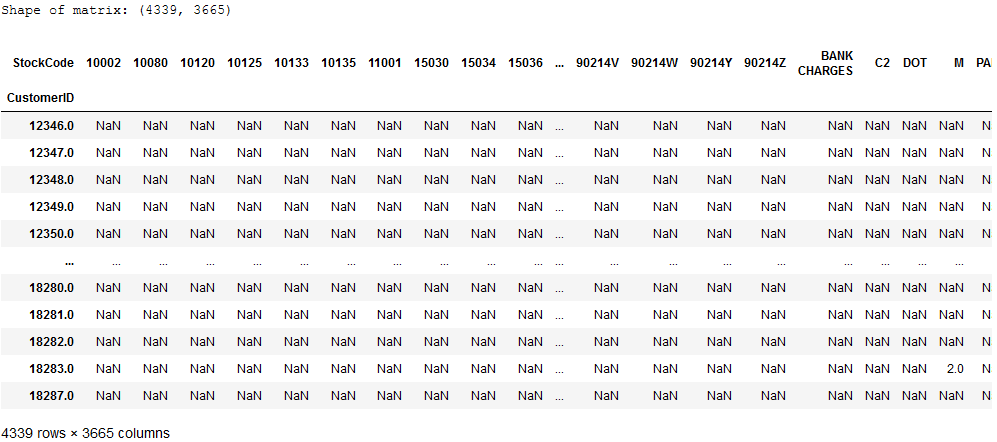 Shape of matrix: (4339, 3665)
StockCode 10002 10080 10120 10125 10133 10135 11001 15030 15034 15036 ... 90214V 90214W 90214Y 90214Z BANK CHARGES C2 DOT M PA
CustomerID
12346.0 NaN NaN NaN NaN NaN NaN NaN NaN NaN NaN ... NaN NaN NaN NaN NaN NaN NaN NaN N
12347.0 NaN NaN NaN NaN NaN NaN NaN NaN NaN NaN ... NaN NaN NaN NaN NaN NaN NaN NaN N
12348.0 NaN NaN NaN NaN NaN NaN NaN NaN NaN NaN ... NaN NaN NaN NaN NaN NaN NaN NaN N
12349.0 NaN NaN NaN NaN NaN NaN NaN NaN NaN NaN ... NaN NaN NaN NaN NaN NaN NaN NaN N
12350.0 NaN NaN NaN NaN NaN NaN NaN NaN NaN NaN ... NaN NaN NaN NaN NaN NaN NaN NaN N
... ... ... ... ... ... ... ... ... ... ... ... ... ... ... ... ... ... ... ...
18280.0 NaN NaN NaN NaN NaN NaN NaN NaN NaN NaN ... NaN NaN NaN NaN NaN NaN NaN NaN N
18281.0 NaN NaN NaN NaN NaN NaN NaN NaN NaN NaN ... NaN NaN NaN NaN NaN NaN NaN NaN N
18282.0 NaN NaN NaN NaN NaN NaN NaN NaN NaN NaN ... NaN NaN NaN NaN NaN NaN NaN NaN N
18283.0 NaN NaN NaN NaN NaN NaN NaN NaN NaN NaN ... NaN NaN NaN NaN NaN NaN NaN 2.0 N
18287.0 NaN NaN NaN NaN NaN NaN NaN NaN NaN NaN ... NaN NaN NaN NaN NaN NaN NaN NaN N
4339 rows × 3665 columns